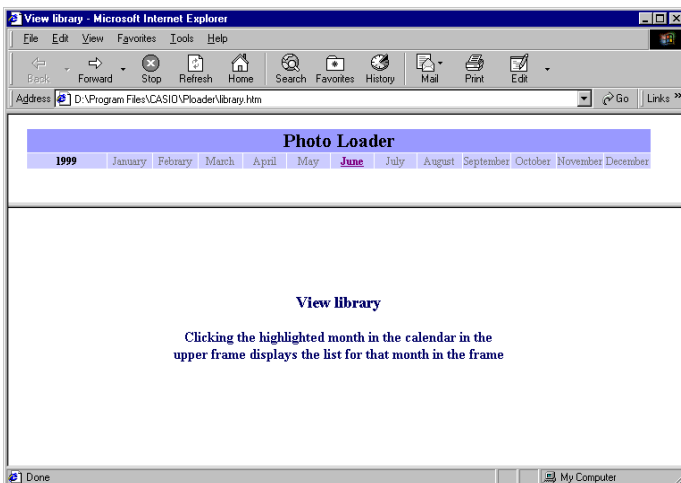 View library - Microsoft Internet Explorer
File Edit View Favorites Tools Help
Back Forward Stop Refresh Home Search Favorites History Mail Print Edit
Address D:\Program Files\CASIO\Ploader\library.htm Go Links »
Photo Loader
1999 January Febrary March April May June July August September October November December
View library
Clicking the highlighted month in the calendar in the
upper frame displays the list for that month in the frame
Done My Computer